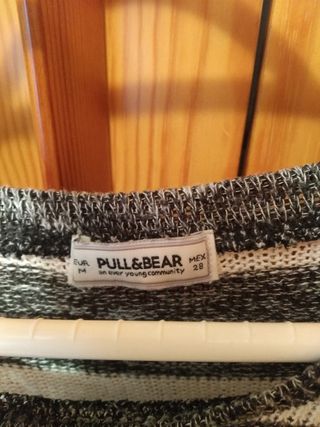 EUR
M
PULL&BEAR
an ever young community
MEX
28